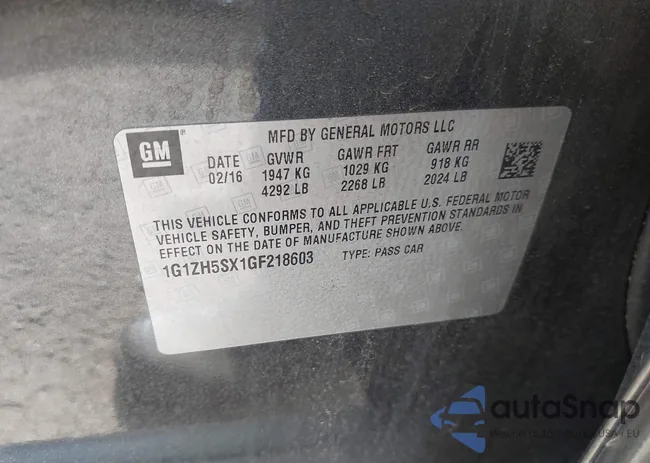 GM
MFD BY GENERAL MOTORS LLC
DATE GVWR GAWR FRT GAWR RR
02/16 1947 KG 1029 KG 918 KG
4292 LB 2268 LB 2024 LB
THIS VEHICLE CONFORMS TO ALL APPLICABLE U.S. FEDERAL MOTOR
VEHICLE SAFETY, BUMPER, AND THEFT PREVENTION STANDARDS IN
EFFECT ON THE DATE OF MANUFACTURE SHOWN ABOVE.
1G1ZH5SX1GF218603 TYPE: PASS CAR
autoSnap